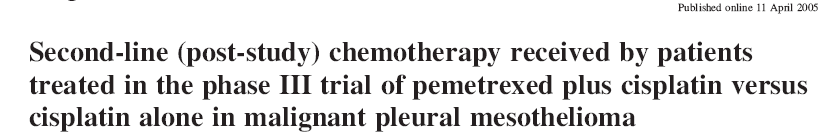 Published online 11 April 2005
Second-line (post-study) chemotherapy received by patients
treated in the phase III trial of pemetrexed plus cisplatin versus
cisplatin alone in malignant pleural mesothelioma